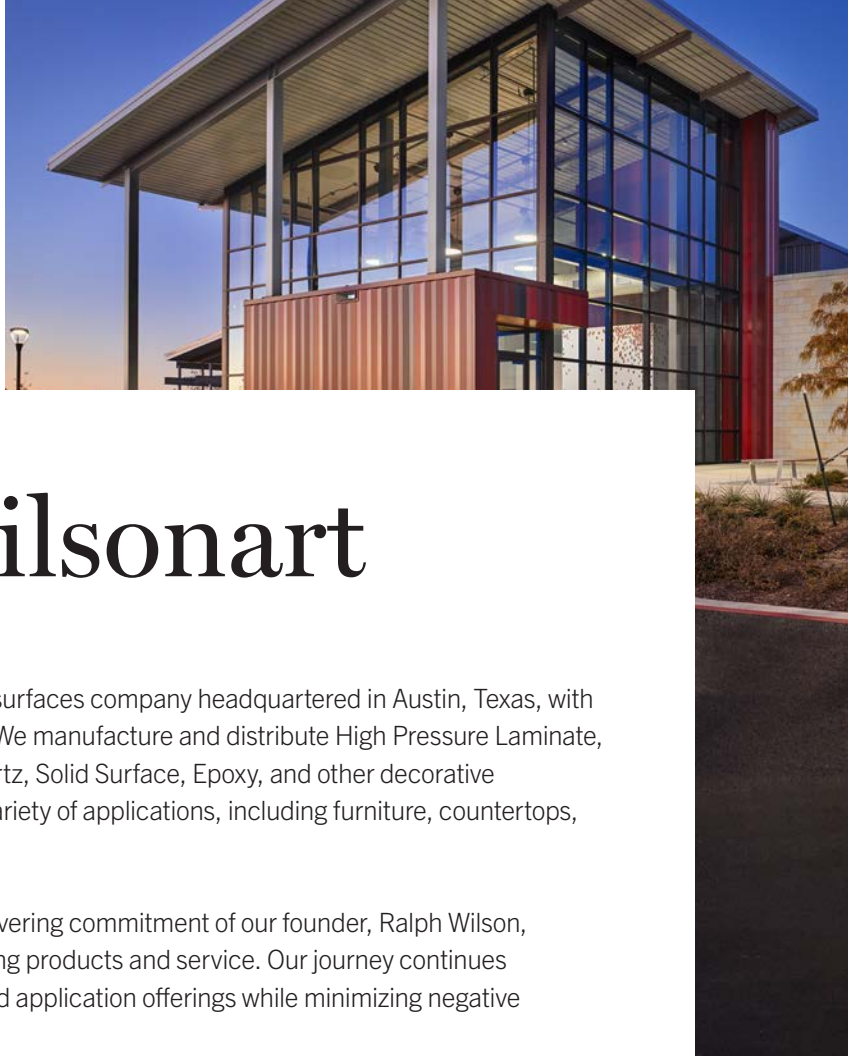 ilsonart
surfaces company headquartered in Austin, Texas, with
We manufacture and distribute High Pressure Laminate,
rtz, Solid Surface, Epoxy, and other decorative
ariety of applications, including furniture, countertops,
vering commitment of our founder, Ralph Wilson,
ng products and service. Our journey continues
d application offerings while minimizing negative